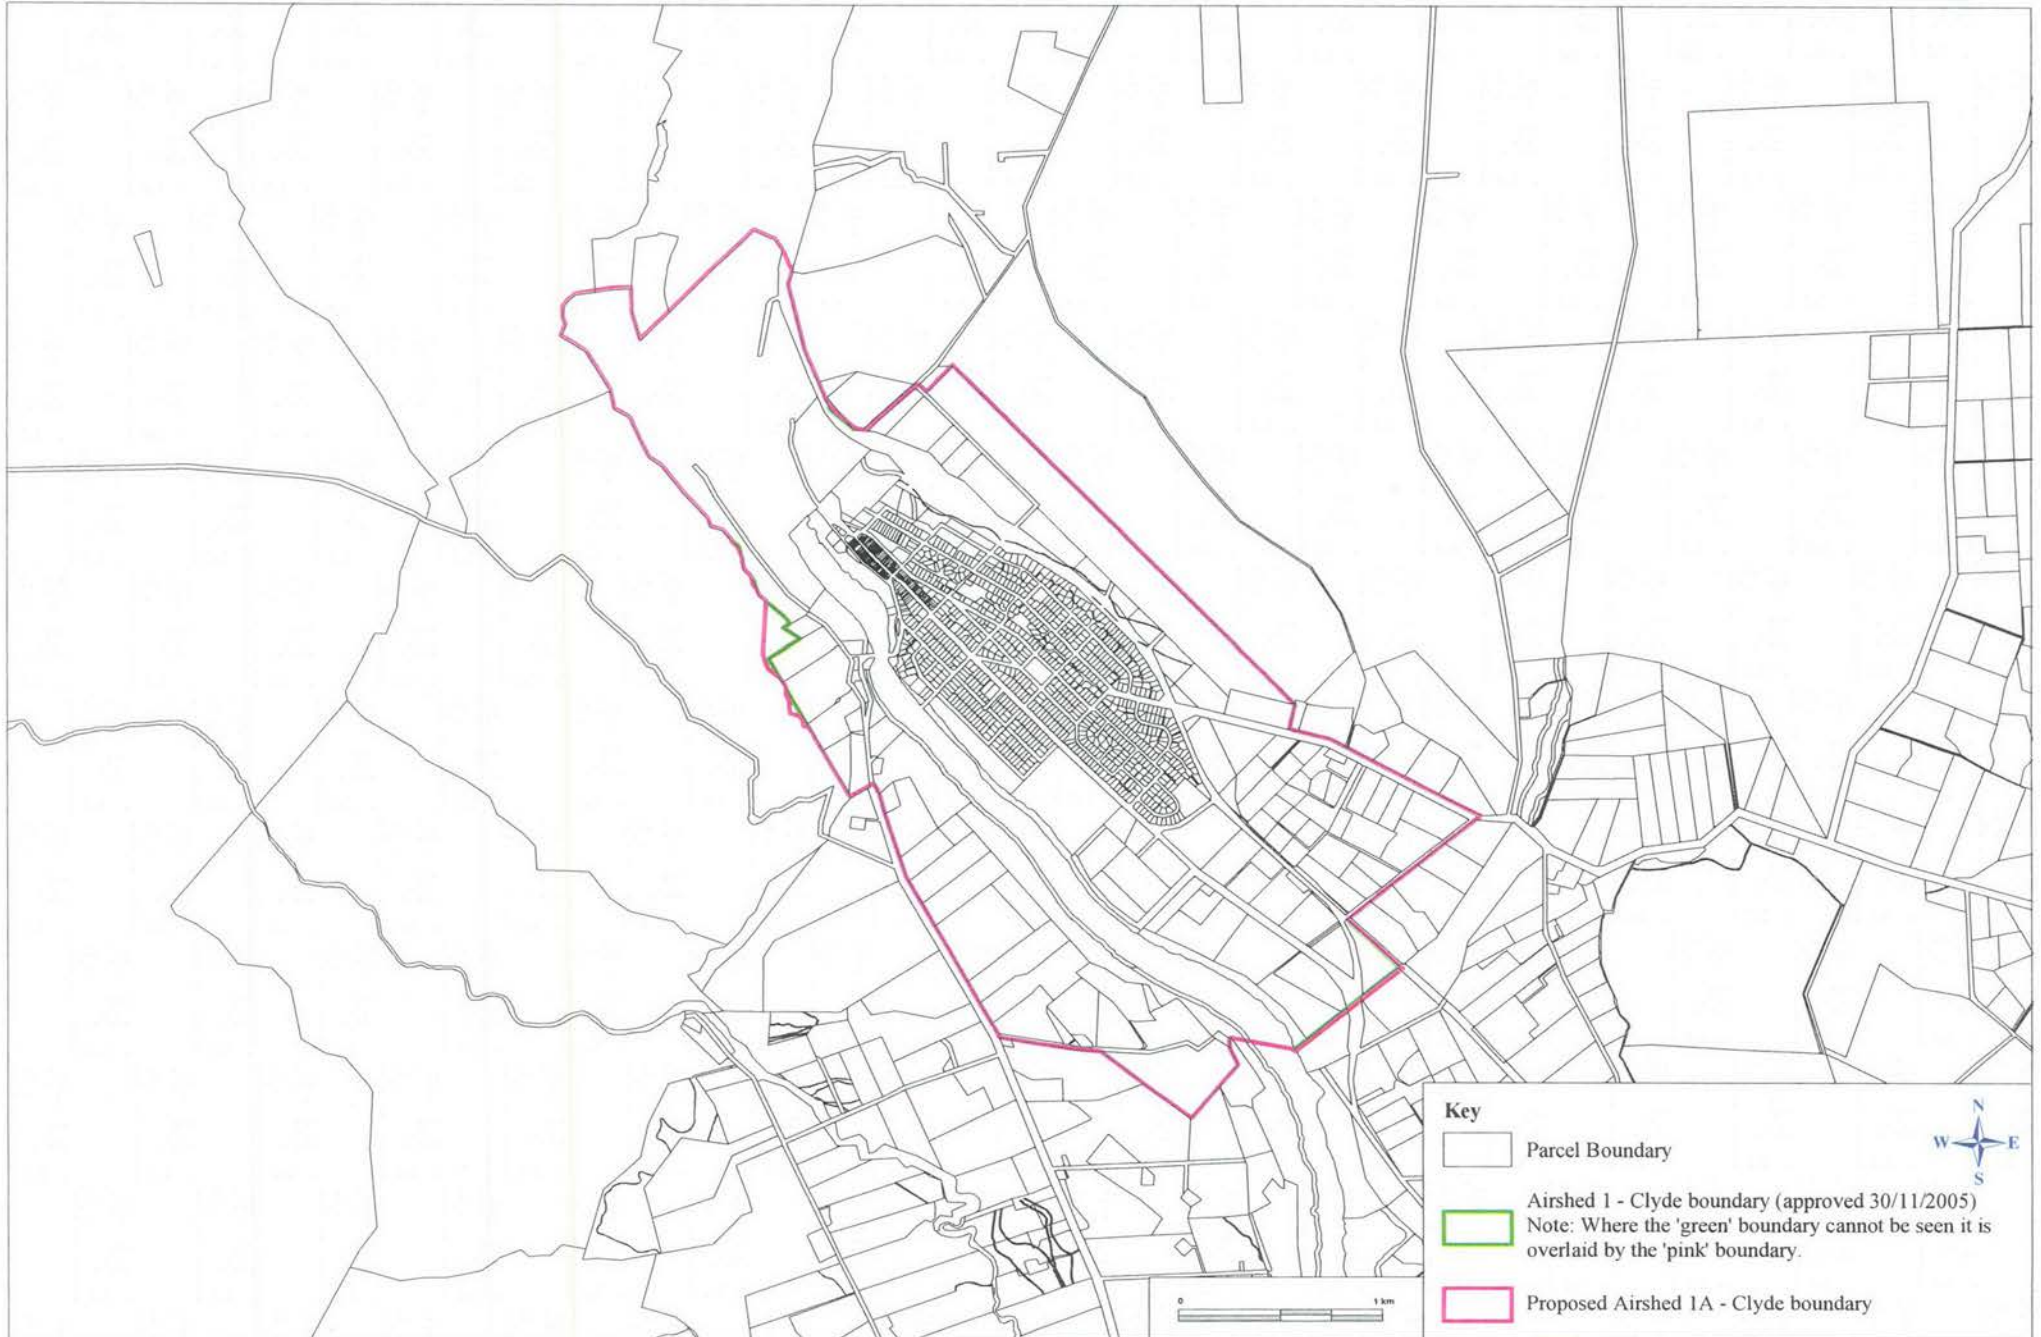 Key
N
W E
S
Parcel Boundary
Airshed 1 - Clyde boundary (approved 30/11/2005)
Note: Where the 'green' boundary cannot be seen it is
overlaid by the 'pink' boundary.
Proposed Airshed 1A - Clyde boundary
0 1 km